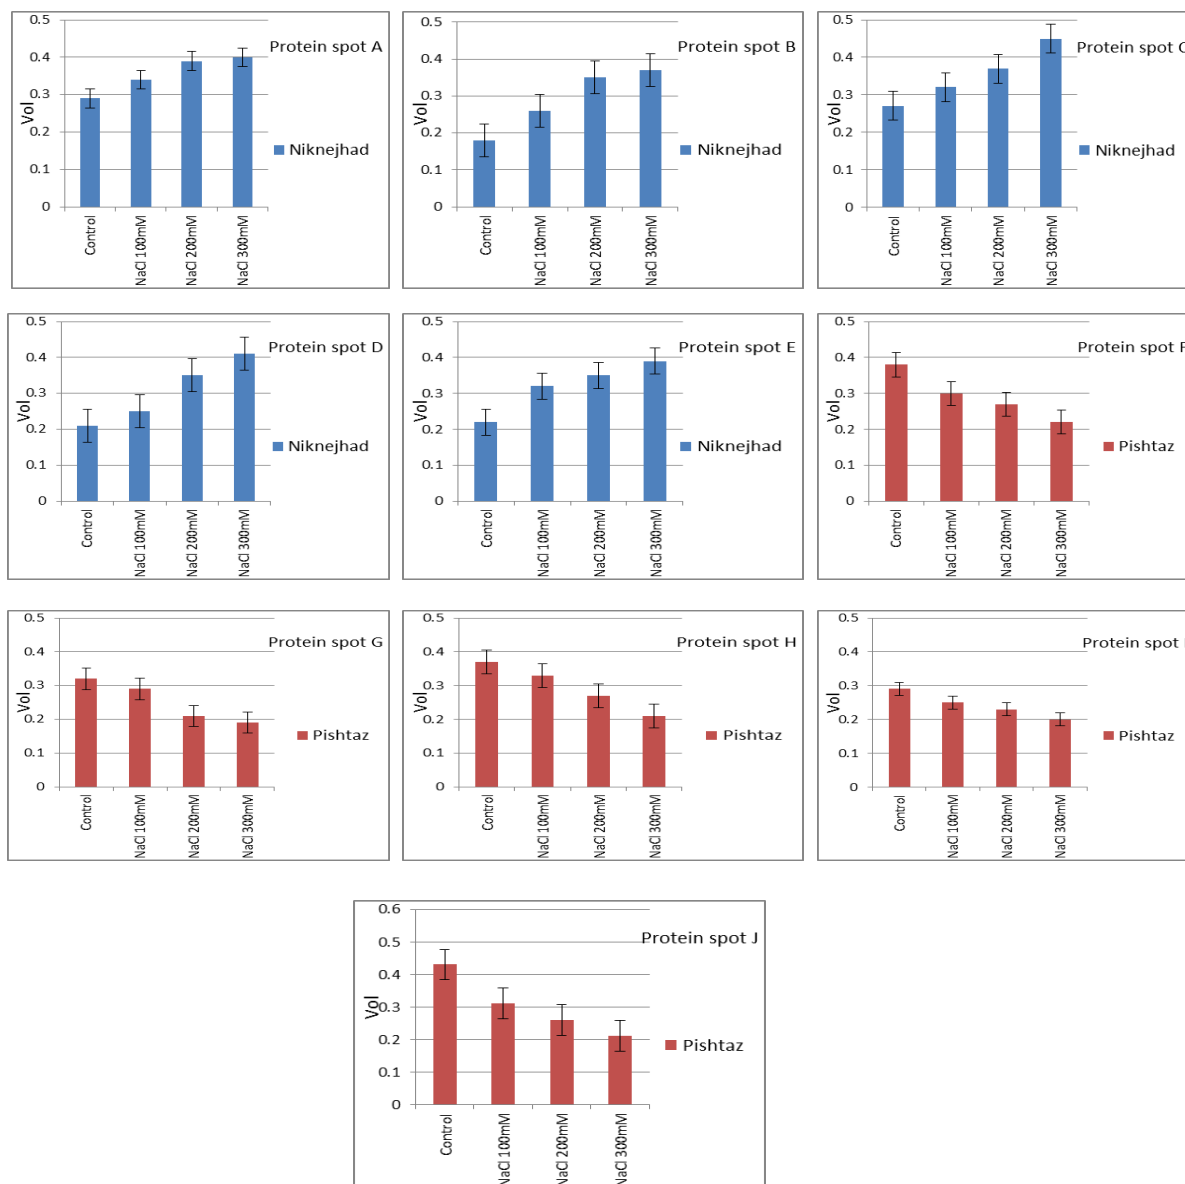 0.5
0.4
0.3
0.2
0.1
0
Vol
Protein spot A
Niknejhad
Control
NaCl 100mM
NaCl 200mM
NaCl 300mM
0.5
0.4
0.3
0.2
0.1
0
Vol
Protein spot B
Niknejhad
Control
NaCl 100mM
NaCl 200mM
NaCl 300mM
0.5
0.4
0.3
0.2
0.1
0
Vol
Protein spot C
Niknejhad
Control
NaCl 100mM
NaCl 200mM
NaCl 300mM
0.5
0.4
0.3
0.2
0.1
0
Vol
Protein spot D
Niknejhad
Control
NaCl 100mM
NaCl 200mM
NaCl 300mM
0.5
0.4
0.3
0.2
0.1
0
Vol
Protein spot E
Niknejhad
Control
NaCl 100mM
NaCl 200mM
NaCl 300mM
0.5
0.4
0.3
0.2
0.1
0
Vol
Protein spot F
Pishtaz
Control
NaCl 100mM
NaCl 200mM
NaCl 300mM
0.5
0.4
0.3
0.2
0.1
0
Vol
Protein spot G
Pishtaz
Control
NaCl 100mM
NaCl 200mM
NaCl 300mM
0.5
0.4
0.3
0.2
0.1
0
Vol
Protein spot H
Pishtaz
Control
NaCl 100mM
NaCl 200mM
NaCl 300mM
0.5
0.4
0.3
0.2
0.1
0
Vol
Protein spot
Pishtaz
Control
NaCl 100mM
NaCl 200mM
NaCl 300mM
0.6
0.5
0.4
0.3
0.2
0.1
0
Vol
Protein spot J
Pishtaz
Control
NaCl 100mM
NaCl 200mM
NaCl 300mM